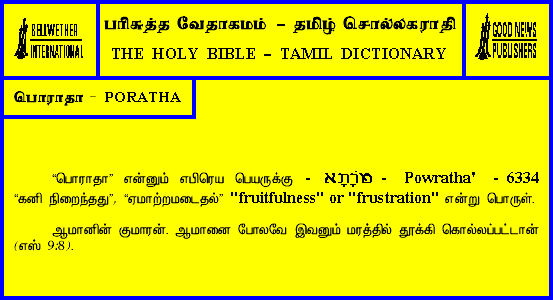 BELLWETHER
INTERNATIONAL
பரிசுத்த வேதாகமம் – தமிழ் சொல்லகராதி
THE HOLY BIBLE – TAMIL DICTIONARY
GOOD NEWS
PUBLISHERS
பொராதா – PORATHA
“பொராதா” என்னும் எபிரெய பெயருக்கு - פּוֹרָתָא - Powratha' - 6334
“கனி நிறைந்தது”, “ஏமாற்றமடைதல்” "fruitfulness" or "frustration" என்று பொருள்.
ஆமானின் குமாரன். ஆமானை போலவே இவனும் மரத்தில் தூக்கி கொல்லப்பட்டான்
(எஸ் 9:8).